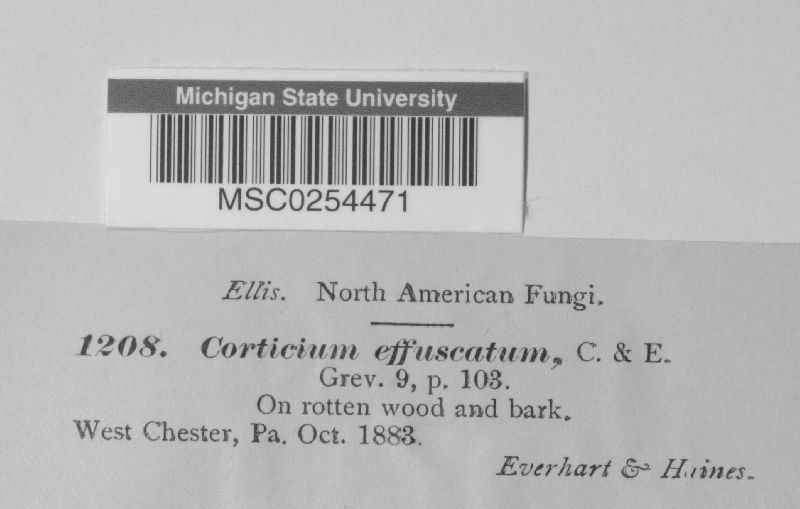 Michigan State University
MSC0254471
Ellis. North American Fungi.
1208. Corticium effuscatum, C. & E.
Grev. 9, p. 103.
On rotten wood and bark.
West Chester, Pa. Oct. 1883.
Everhart & Haines.